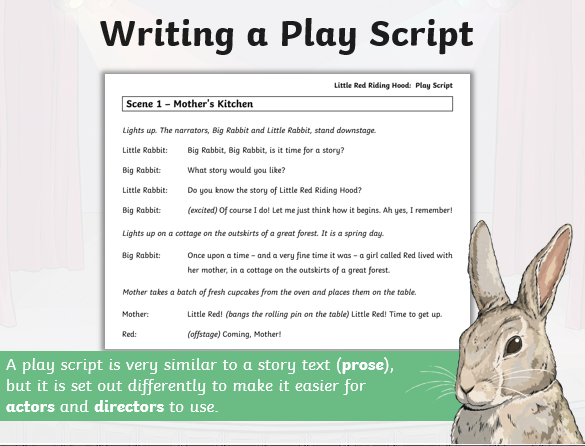 Writing a Play Script
Little Red Riding Hood: Play Script
Scene 1 – Mother's Kitchen
Lights up. The narrators, Big Rabbit and Little Rabbit, stand downstage.
Little Rabbit: Big Rabbit, Big Rabbit, is it time for a story?
Big Rabbit: What story would you like?
Little Rabbit: Do you know the story of Little Red Riding Hood?
Big Rabbit: (excited) Of course I do! Let me just think how it begins. Ah yes, I remember!
Lights up on a cottage on the outskirts of a great forest. It is a spring day.
Big Rabbit: Once upon a time – and a very fine time it was – a girl called Red lived with
her mother, in a cottage on the outskirts of a great forest.
Mother takes a batch of fresh cupcakes from the oven and places them on the table.
Mother: Little Red! (bangs the rolling pin on the table) Little Red! Time to get up.
Red: (offstage) Coming, Mother!
A play script is very similar to a story text (prose),
but it is set out differently to make it easier for
actors and directors to use.